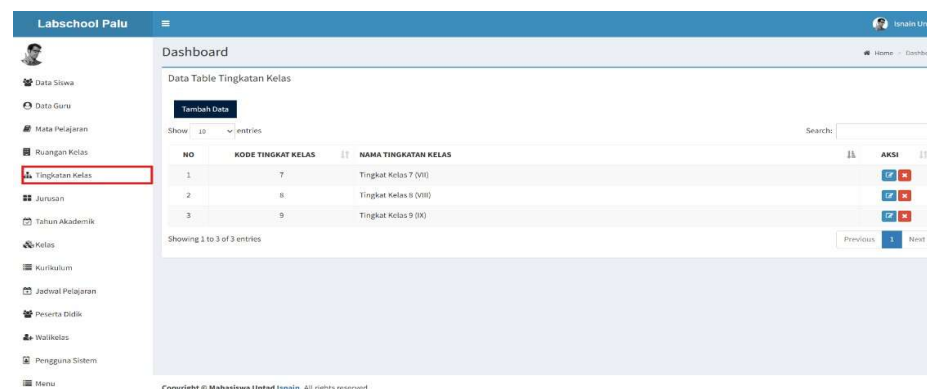 Labschool Palu
Isnain Un
Dashboard
Home - Dashbo
Data Siswa
Data Guru
Mata Pelajaran
Ruangan Kelas
Tingkatan Kelas
Jurusan
Tahun Akademik
Kelas
Kurikulum
Jadwal Pelajaran
Peserta Didik
Walikelas
Pengguna Sistem
Menu
Data Table Tingkatan Kelas
Tambah Data
Show 10 entries
Search:
NO KODE TINGKAT KELAS NAMA TINGKATAN KELAS AKSI
1 7 Tingkat Kelas 7 (VII)
2 8 Tingkat Kelas 8 (VIII)
3 9 Tingkat Kelas 9 (IX)
Showing 1 to 3 of 3 entries
Previous 1 Next
Copyright © Mahasiswa Untad Isnain. All rights reserved.